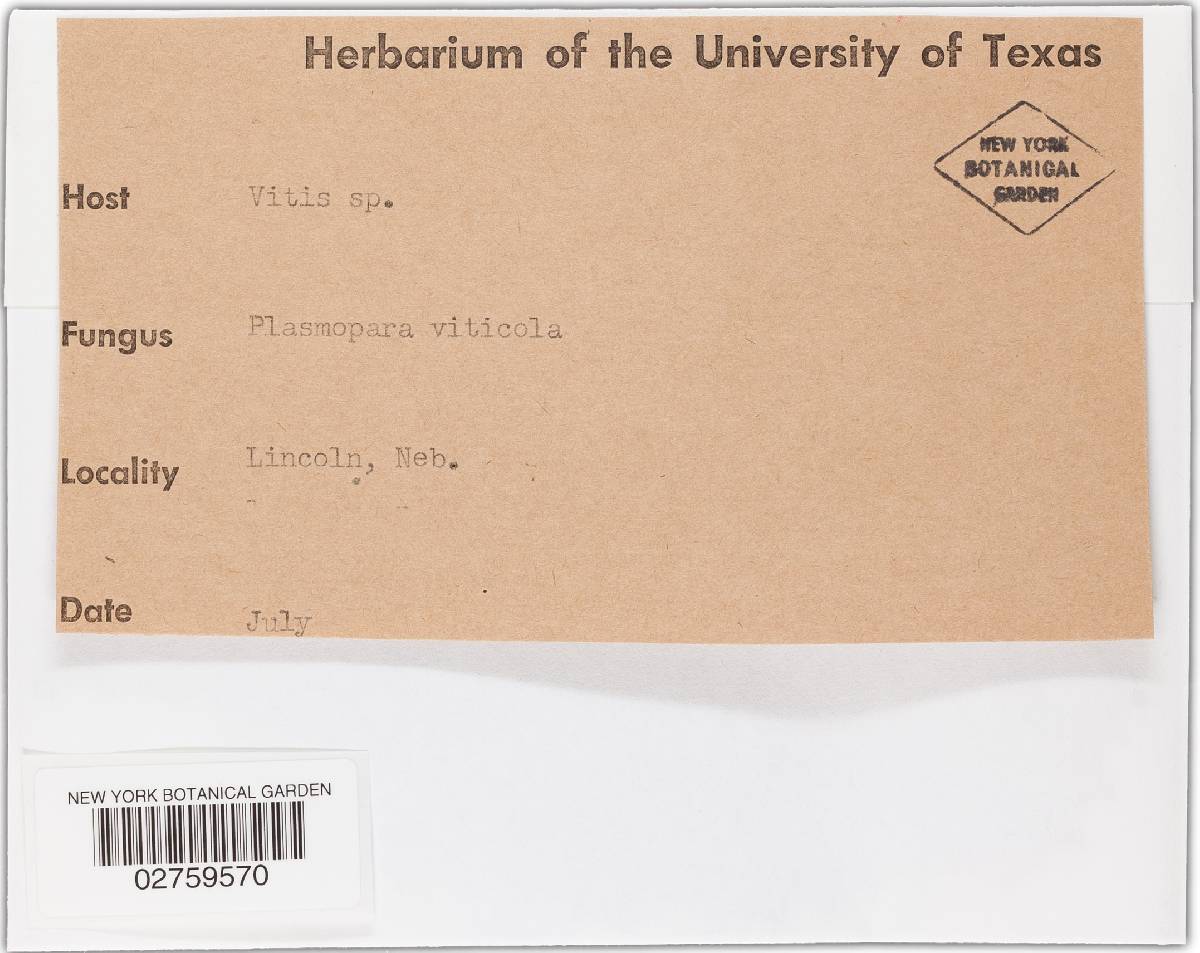 Herbarium of the University of Texas
NEW YORK
BOTANICAL
GARDEN
Host Vitis sp.
Fungus Plasmopara viticola
Locality Lincoln, Neb.
Date July
NEW YORK BOTANICAL GARDEN
02759570